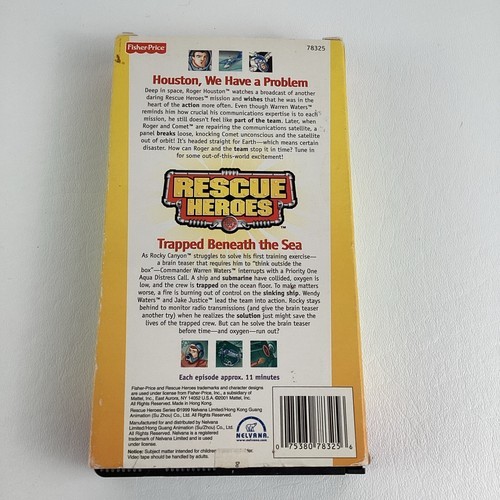 Fisher-Price
78325
Houston, We Have a Problem
Deep in space, Roger Houston™ watches a broadcast of another
daring Rescue Heroes™ mission and wishes that he was in the
heart of the action more often. Even though Warren Waters™
reminds him how crucial his communications expertise is to each
mission, he still doesn't feel like part of the team. Later, when
Roger and Comet™ are repairing the communications satellite, a
panel breaks loose, knocking Comet unconscious and the satellite
out of orbit! It's headed straight for Earth—which means certain
disaster. How can Roger and the team stop it in time? Tune in
for some out-of-this-world excitement!
RESCUE
HEROES
™
Trapped Beneath the Sea
As Rocky Canyon™ struggles to solve his first training exercise—
a brain teaser that requires him to "think outside the
box"—Commander Warren Waters™ interrupts with a Priority One
Aqua Distress Call. A ship and submarine have collided, oxygen is
low, and the crew is trapped on the ocean floor. To make matters
worse, a fire is burning out of control on the sinking ship. Wendy
Waters™ and Jake Justice™ lead the team into action. Rocky stays
behind to monitor radio transmissions (and give the brain teaser
another try) when he realizes the solution just might save the
lives of the trapped crew. But can he solve the brain teaser
before time—and oxygen—run out?
Each episode approx. 11 minutes
Fisher-Price and Rescue Heroes trademarks and character designs
are used under license from Fisher-Price, Inc., a subsidiary of
Mattel, Inc., East Aurora, NY 14052 U.S.A. ©2001 Mattel, Inc.
All Rights Reserved. Made in Hong Kong.
Rescue Heroes Series ©1999 Nelvana Limited/Hong Kong Guang
Animation (Su Zhou) Co., Ltd. All Rights Reserved.
Manufactured for and distributed by Nelvana
Limited/Hong Guang Animation (Su Zhou) Co., Ltd.
All Rights Reserved. Nelvana is a registered
trademark of Nelvana Limited and is used
under license.
Notice: Subject matter intended for children
Video tape should be handled by adults.
NELVANA
0 75380 78325 6